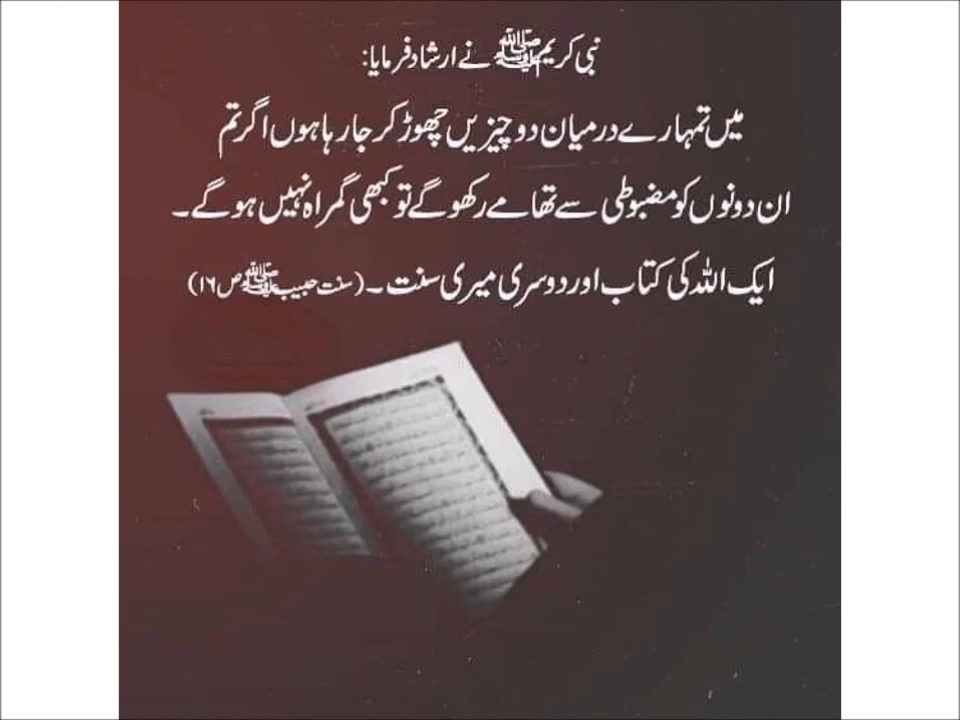 نبی کریم ﷺ نے ارشاد فرمایا:
میں تمہارے درمیان دو چیزیں چھوڑ کر جا رہا ہوں اگر تم
ان دونوں کو مضبوطی سے تھامے رکھو گے تو کبھی گمراہ نہیں ہو گے۔
ایک اللہ کی کتاب اور دوسری میری سنت۔ (سنت حبیب ﷺ ص ۱۶)